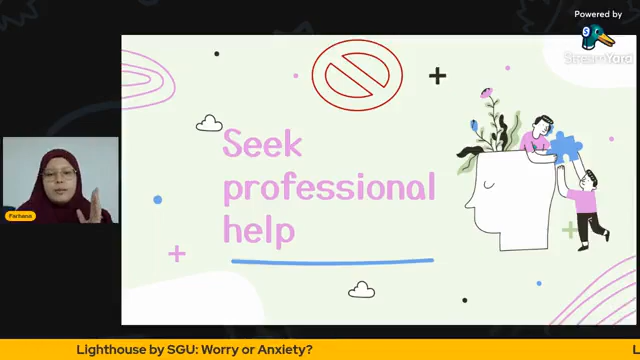 Powered by
S
StreamYard
Seek
professional
help
Farhana
Lighthouse by SGU: Worry or Anxiety?
L